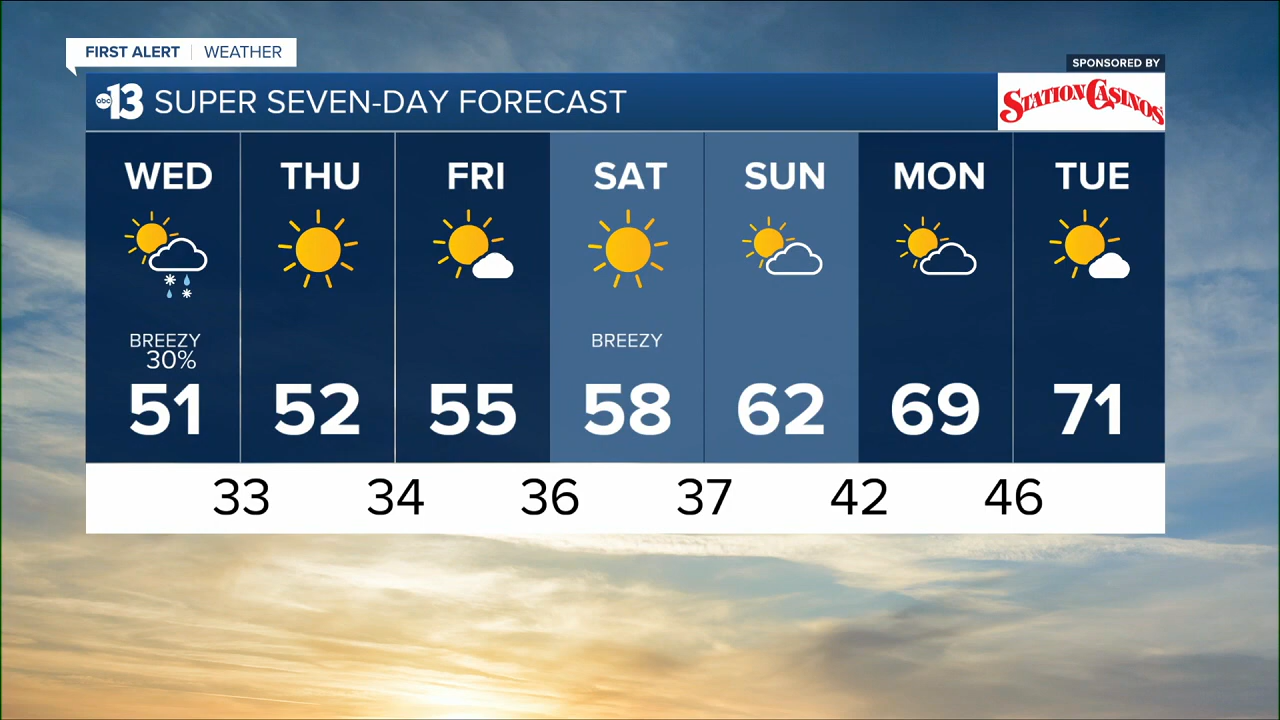 FIRST ALERT | WEATHER
SPONSORED BY
abc 13 SUPER SEVEN-DAY FORECAST
STATION CASINOS
WED THU FRI SAT SUN MON TUE
BREEZY BREEZY
30%
51 52 55 58 62 69 71
33 34 36 37 42 46